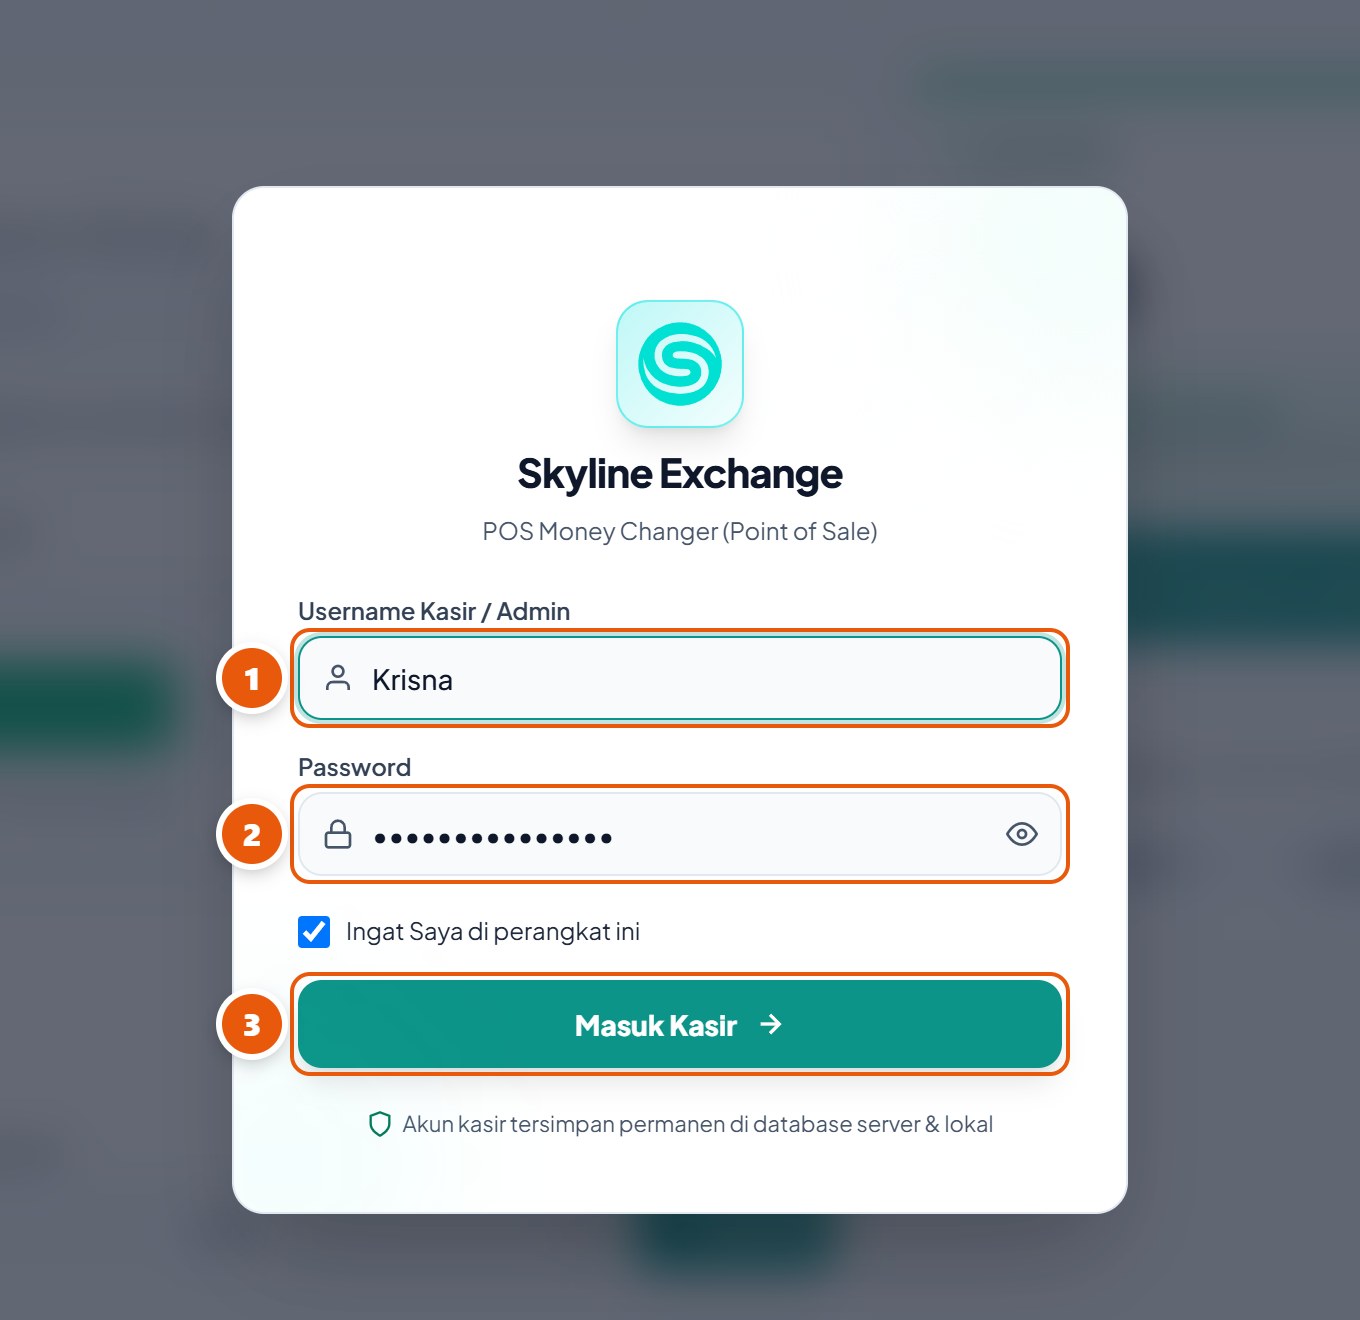 Skyline Exchange
POS Money Changer (Point of Sale)
Username Kasir / Admin
1
Krisna
Password
2
•••••••••••••••
Ingat Saya di perangkat ini
3
Masuk Kasir →
Akun kasir tersimpan permanen di database server & lokal